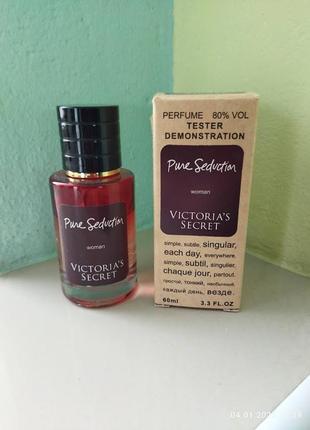 Pure Seduction
woman
VICTORIA'S
SECRET
PERFUME 80% VOL
TESTER
DEMONSTRATION
Pure Seduction
woman
VICTORIA'S
SECRET
simple, subtle, singular,
each day, everywhere.
simple, subtil, singulier,
chaque jour, partout.
простой, тонкий, необычный,
каждый день, везде.
60ml 3.3 FL.OZ